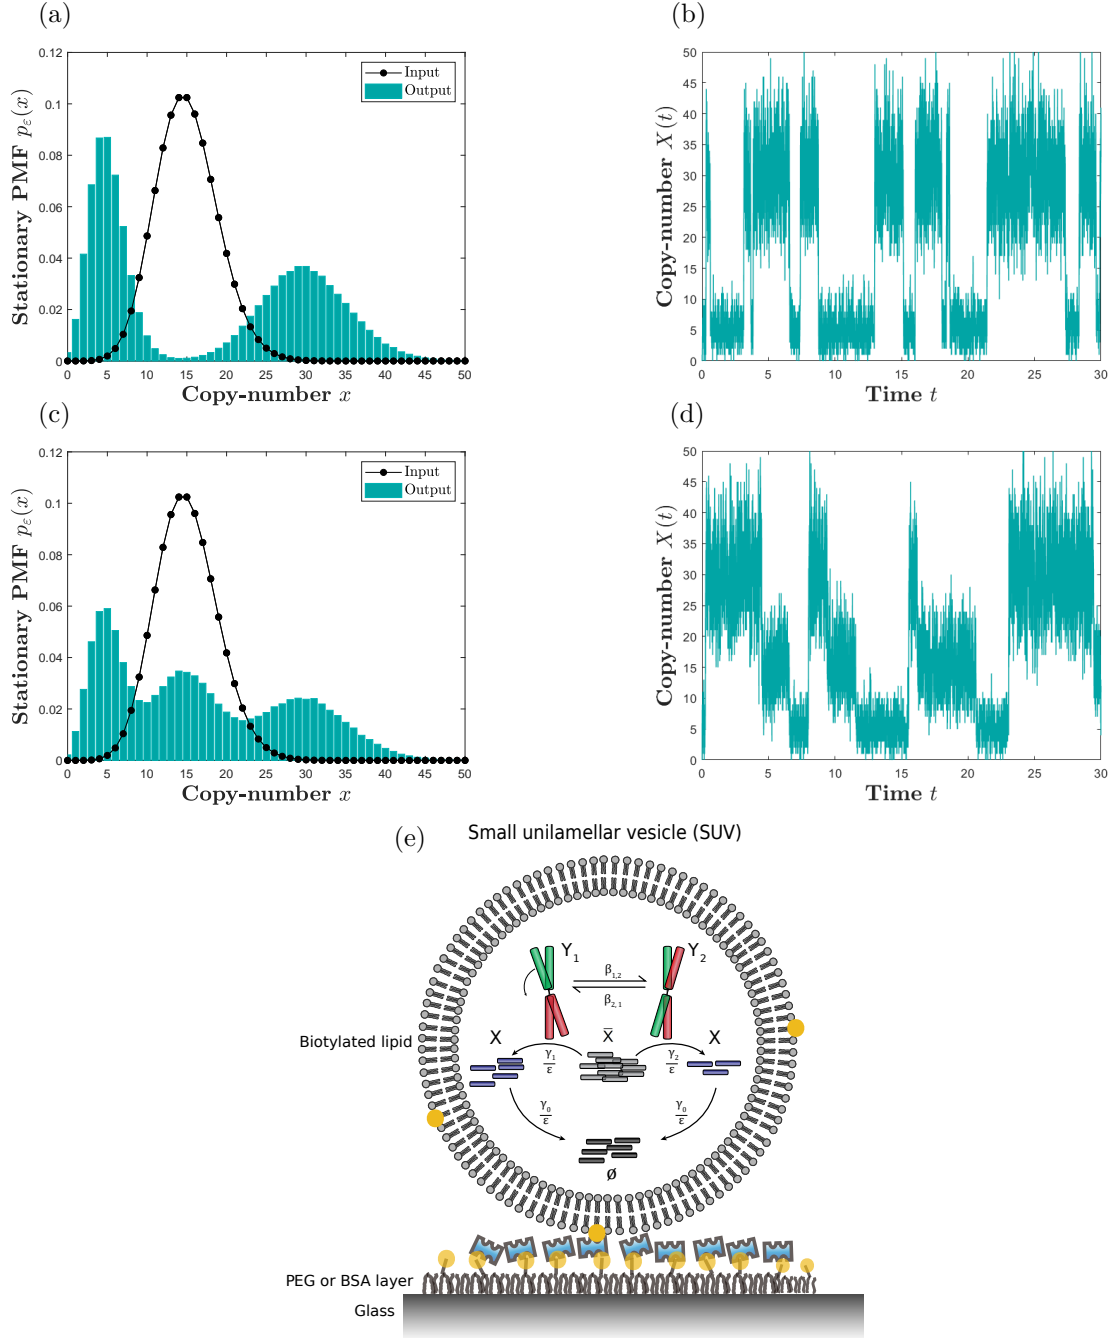 (a)
0.12
0.1
0.08
0.06
0.04
0.02
0
Stationary PMF pε(x)
Input
Output
0 5 10 15 20 25 30 35 40 45 50
Copy-number x
(b)
50
45
40
35
30
25
20
15
10
5
0
Copy-number X(t)
0 5 10 15 20 25 30
Time t
(c)
0.12
0.1
0.08
0.06
0.04
0.02
0
Stationary PMF pε(x)
Input
Output
0 5 10 15 20 25 30 35 40 45 50
Copy-number x
(d)
50
45
40
35
30
25
20
15
10
5
0
Copy-number X(t)
0 5 10 15 20 25 30
Time t
(e)
Small unilamellar vesicle (SUV)
Y1 Y2
β1,2
β2,1
Biotylated lipid
X X̅ X
γ1/ε γ2/ε
γ0/ε γ0/ε
ø
PEG or BSA layer
Glass